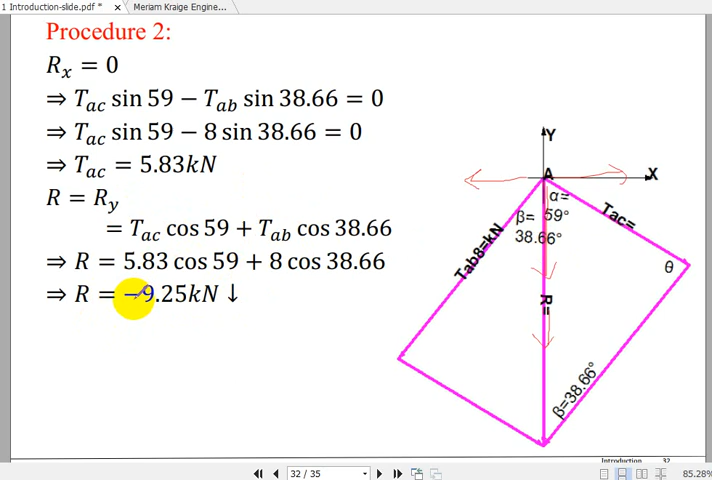 1 Introduction-slide.pdf *
Meriam Kraige Engine...
Procedure 2:
R_x = 0
⇒ T_ac sin 59 − T_ab sin 38.66 = 0
⇒ T_ac sin 59 − 8 sin 38.66 = 0
⇒ T_ac = 5.83kN
R = R_y
= T_ac cos 59 + T_ab cos 38.66
⇒ R = 5.83 cos 59 + 8 cos 38.66
⇒ R = −9.25kN ↓
Y
A
X
α=
59°
β=
38.66°
Tac=
Tab8=kN
θ
R=
β=38.66°
Introduction 32
32 / 35
85.28%